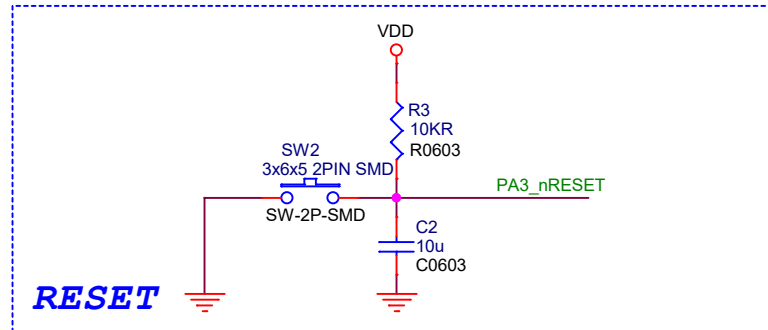 VDD
R3
10KR
R0603
SW2
3x6x5 2PIN SMD
SW-2P-SMD
PA3_nRESET
C2
10u
C0603
RESET